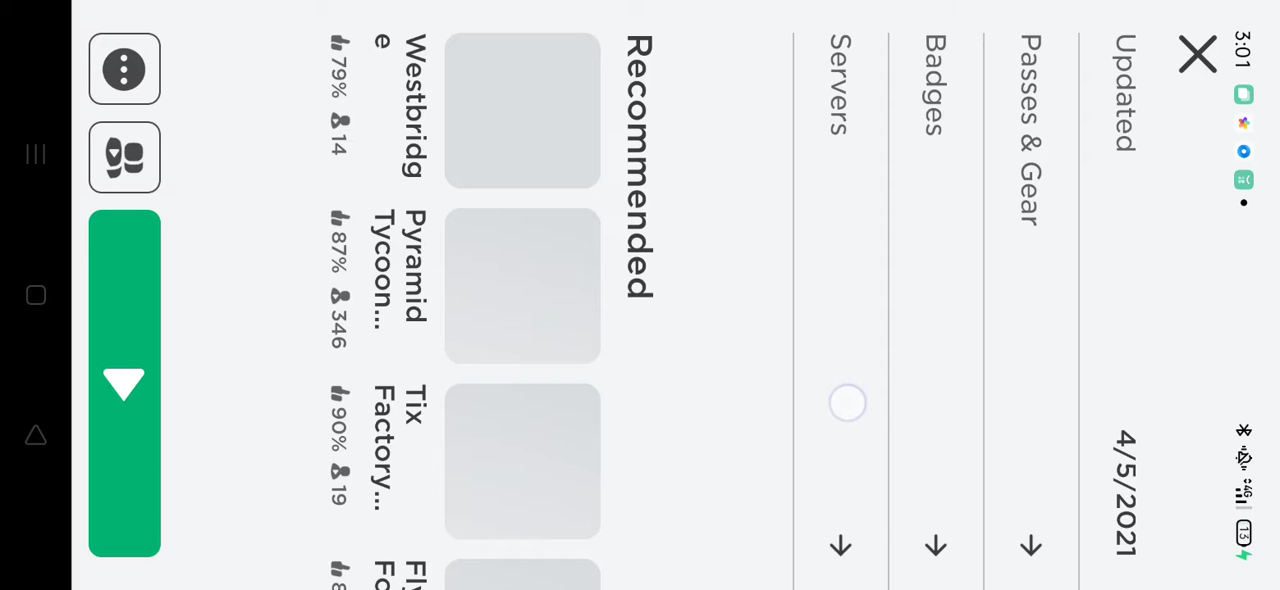 3:01
13
Updated
4/5/2021
Passes & Gear
Badges
Servers
Recommended
Westbridg
e
79% 14
Pyramid
Tycoon...
87% 346
Tix
Factory...
90% 19